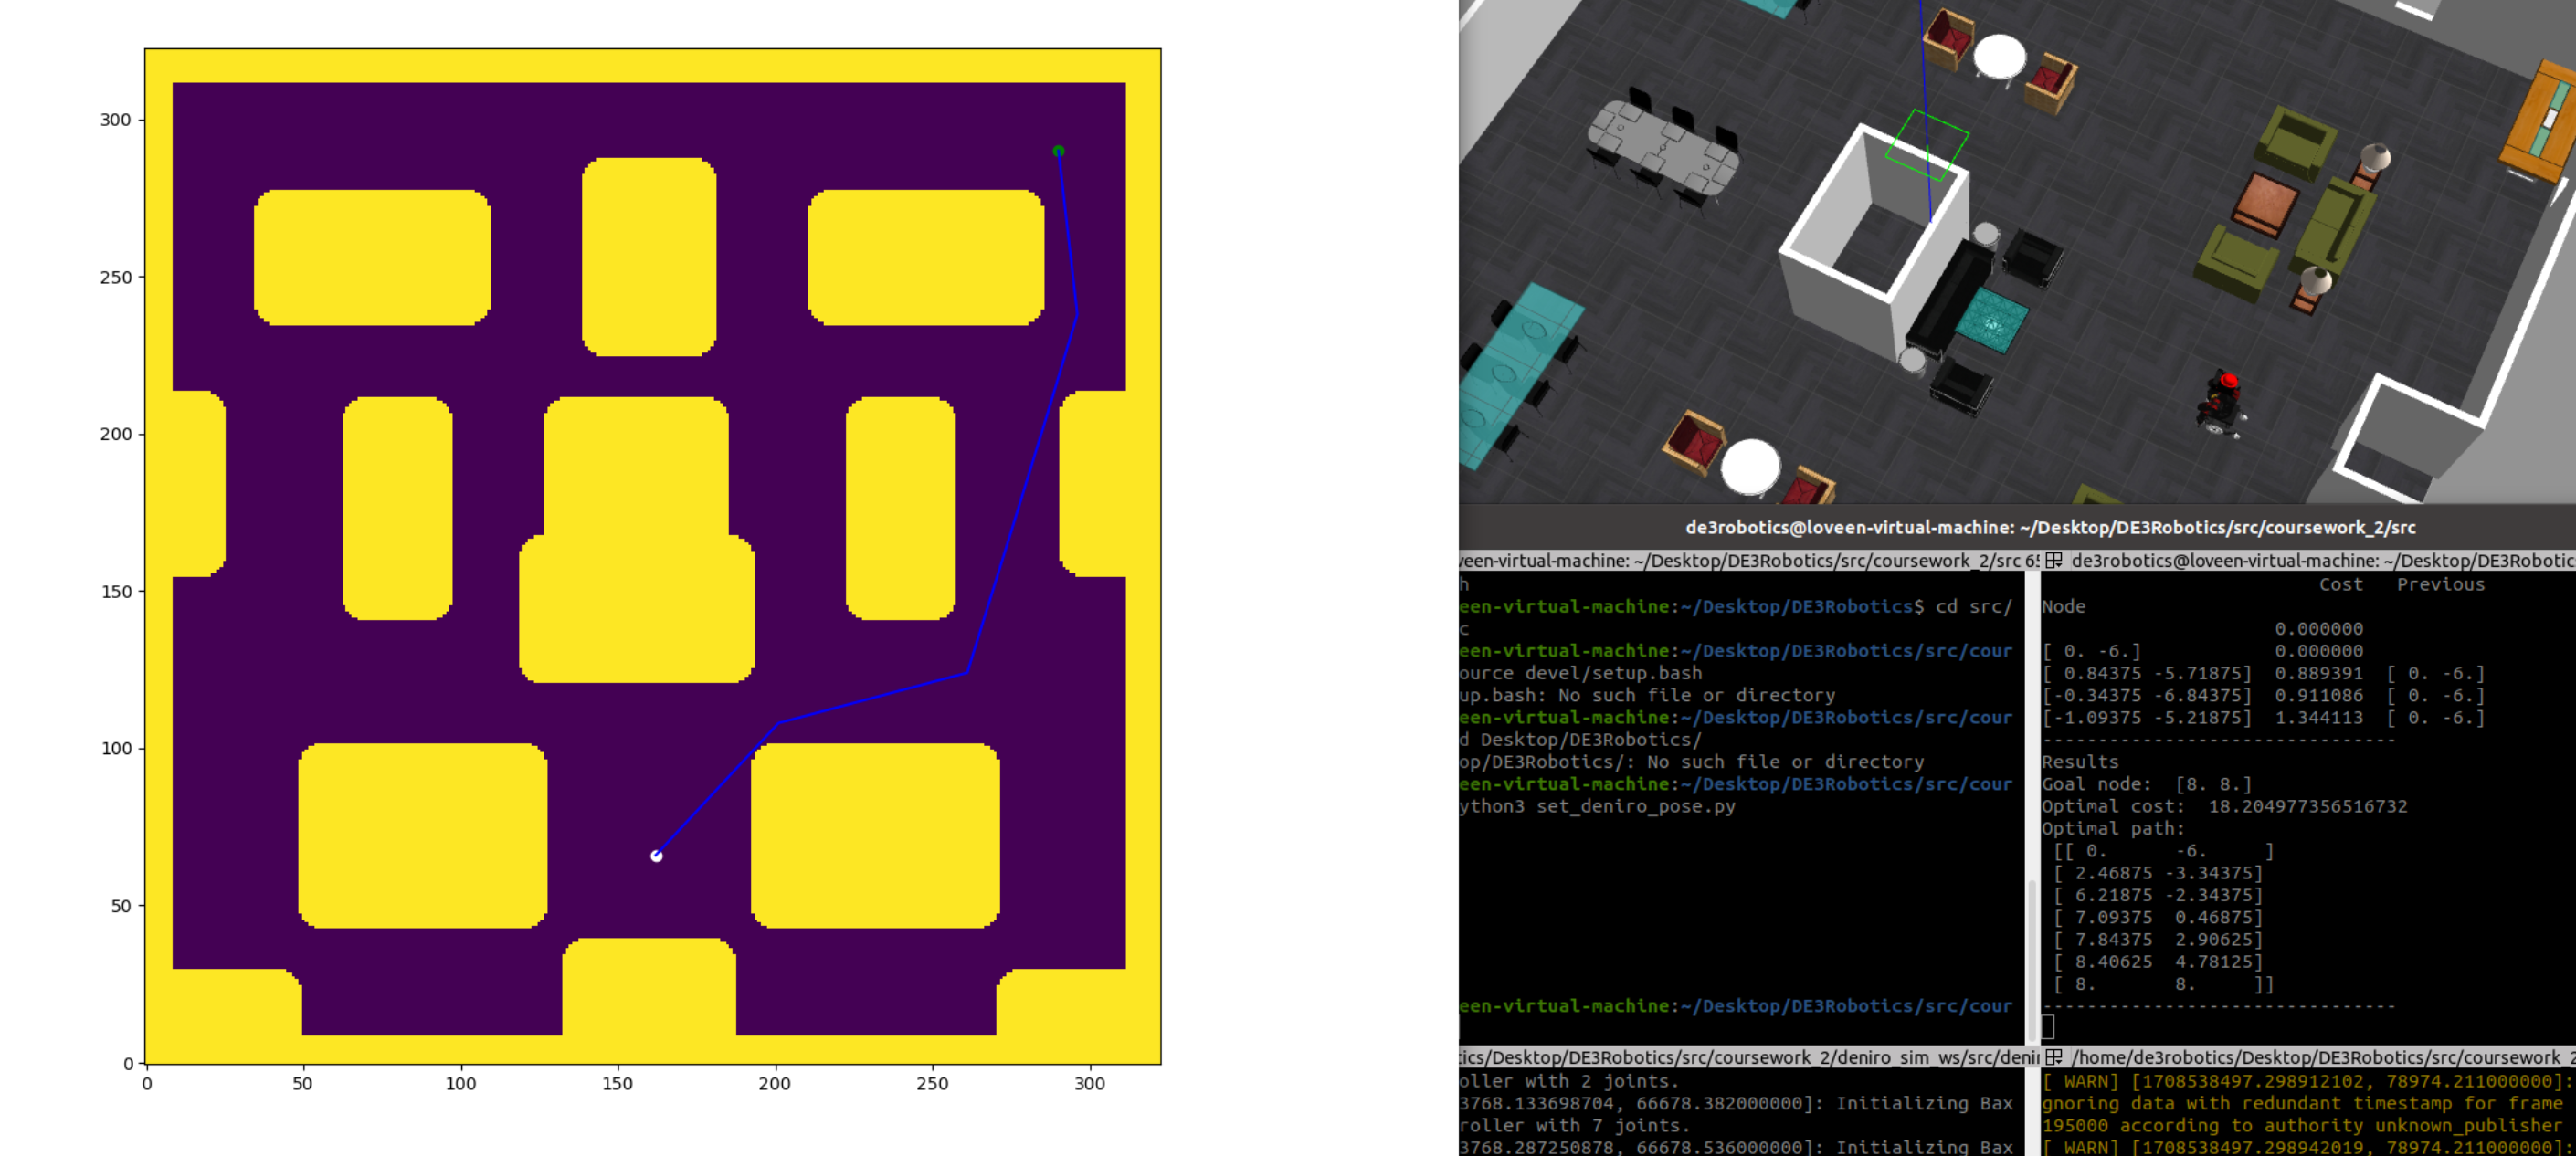 300
250
200
150
100
50
0
0 50 100 150 200 250 300
de3robotics@loveen-virtual-machine: ~/Desktop/DE3Robotics/src/coursework_2/src
een-virtual-machine: ~/Desktop/DE3Robotics/src/coursework_2/src 65
h
een-virtual-machine:~/Desktop/DE3Robotics$ cd src/
c
een-virtual-machine:~/Desktop/DE3Robotics/src/cour
ource devel/setup.bash
up.bash: No such file or directory
een-virtual-machine:~/Desktop/DE3Robotics/src/cour
d Desktop/DE3Robotics/
op/DE3Robotics/: No such file or directory
een-virtual-machine:~/Desktop/DE3Robotics/src/cour
ython3 set_deniro_pose.py
een-virtual-machine:~/Desktop/DE3Robotics/src/cour
de3robotics@loveen-virtual-machine: ~/Desktop/DE3Robotic
Cost Previous
Node
0.000000
[ 0. -6.] 0.000000
[ 0.84375 -5.71875] 0.889391 [ 0. -6.]
[-0.34375 -6.84375] 0.911086 [ 0. -6.]
[-1.09375 -5.21875] 1.344113 [ 0. -6.]
--------------------------------
Results
Goal node: [8. 8.]
Optimal cost: 18.204977356516732
Optimal path:
[[ 0. -6. ]
[ 2.46875 -3.34375]
[ 6.21875 -2.34375]
[ 7.09375 0.46875]
[ 7.84375 2.90625]
[ 8.40625 4.78125]
[ 8. 8. ]]
--------------------------------
tics/Desktop/DE3Robotics/src/coursework_2/deniro_sim_ws/src/deni
oller with 2 joints.
3768.133698704, 66678.382000000]: Initializing Bax
roller with 7 joints.
3768.287250878, 66678.536000000]: Initializing Bax
/home/de3robotics/Desktop/DE3Robotics/src/coursework_2
[ WARN] [1708538497.298912102, 78974.211000000]:
gnoring data with redundant timestamp for frame
195000 according to authority unknown_publisher
[ WARN] [1708538497.298942019, 78974.211000000]: